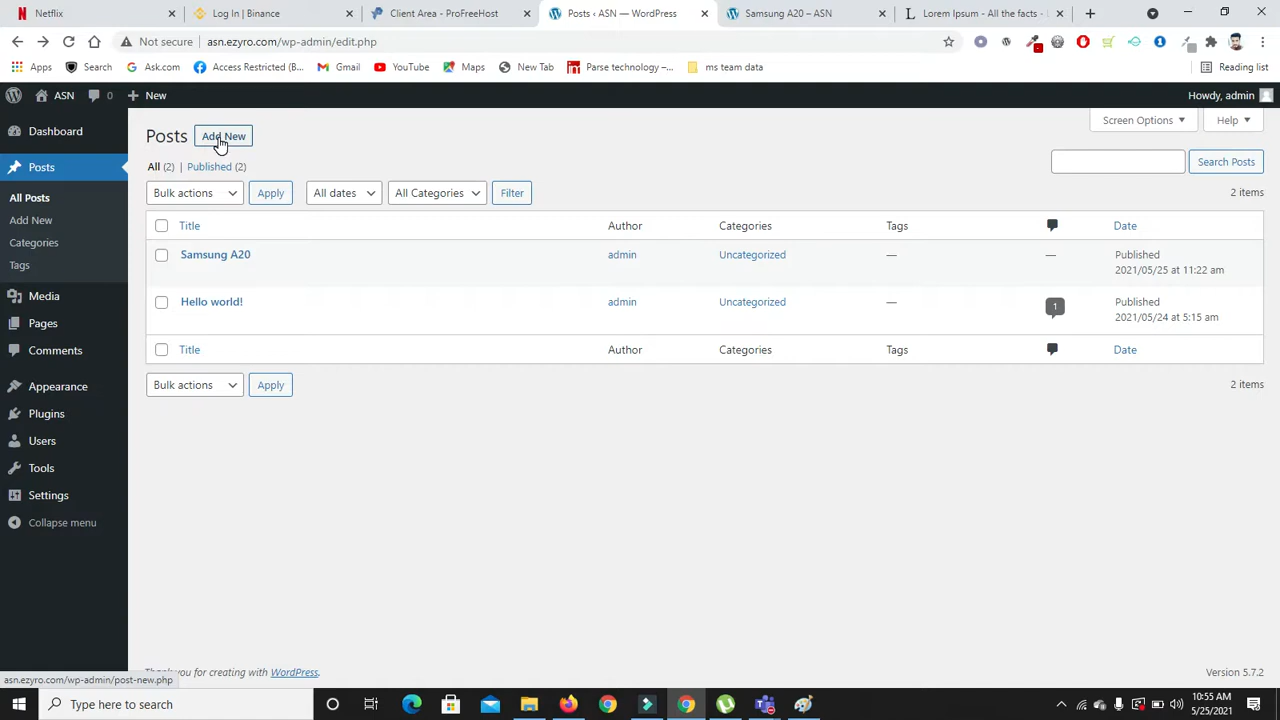 Netflix
Log In | Binance
Client Area - ProFreeHost
Posts ‹ ASN — WordPress
Samsung A20 – ASN
Lorem Ipsum - All the facts -
Not secure
asn.ezyro.com/wp-admin/edit.php
Apps
Search
Ask.com
Access Restricted (B...
Gmail
YouTube
Maps
New Tab
Parse technology –...
ms team data
Reading list
ASN
0
New
Howdy, admin
Dashboard
Posts
All Posts
Add New
Categories
Tags
Media
Pages
Comments
Appearance
Plugins
Users
Tools
Settings
Collapse menu
Posts
Add New
Screen Options
Help
All (2) | Published (2)
Search Posts
Bulk actions
Apply
All dates
All Categories
Filter
2 items
Title
Author
Categories
Tags
Date
Samsung A20
admin
Uncategorized
—
—
Published
2021/05/25 at 11:22 am
Hello world!
admin
Uncategorized
—
1
Published
2021/05/24 at 5:15 am
Title
Author
Categories
Tags
Date
Bulk actions
Apply
2 items
Thank you for creating with WordPress.
Version 5.7.2
asn.ezyro.com/wp-admin/post-new.php
Type here to search
10:55 AM
5/25/2021